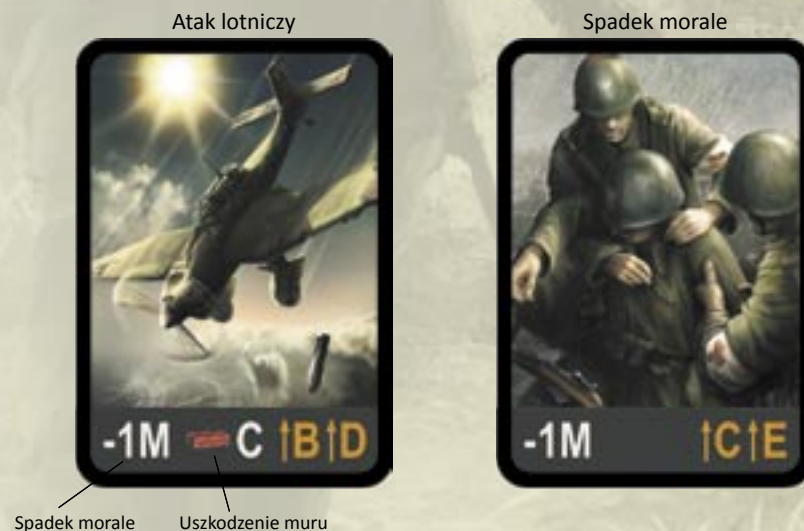 Atak lotniczy
Spadek morale
-1M C ↑B↑D
-1M ↑C↑E
Spadek morale
Uszkodzenie muru